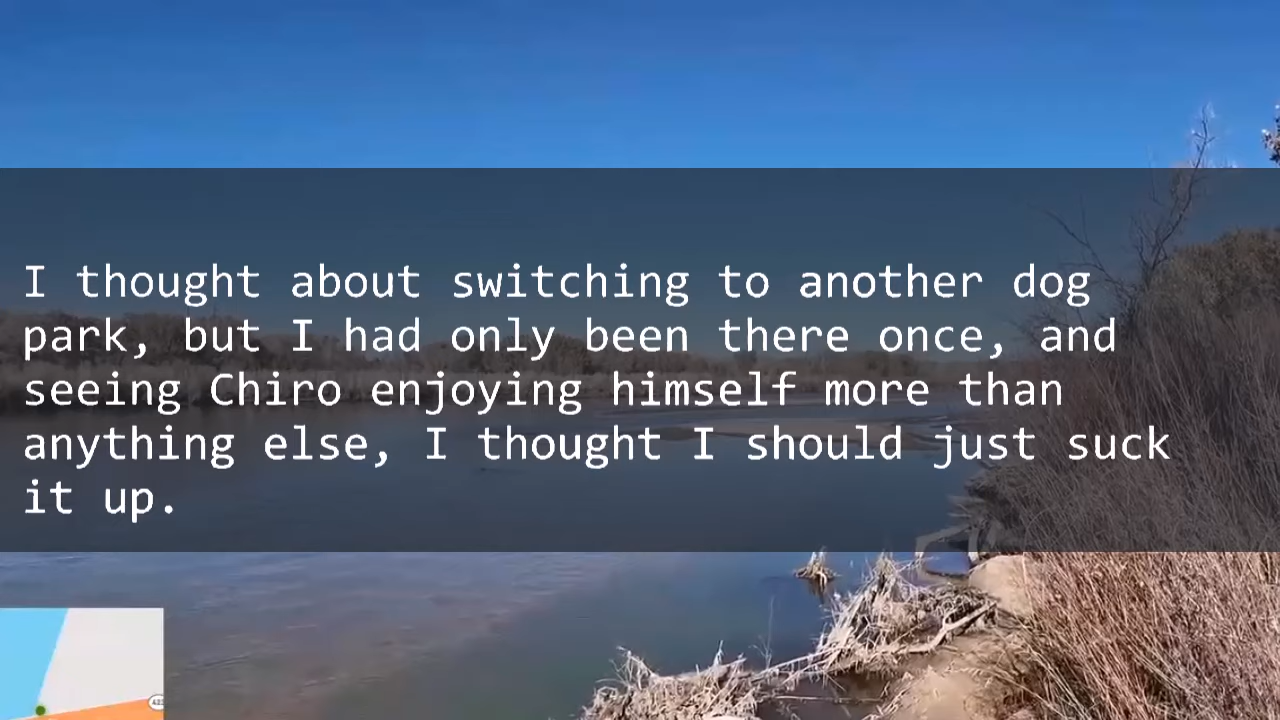 I thought about switching to another dog
park, but I had only been there once, and
seeing Chiro enjoying himself more than
anything else, I thought I should just suck
it up.